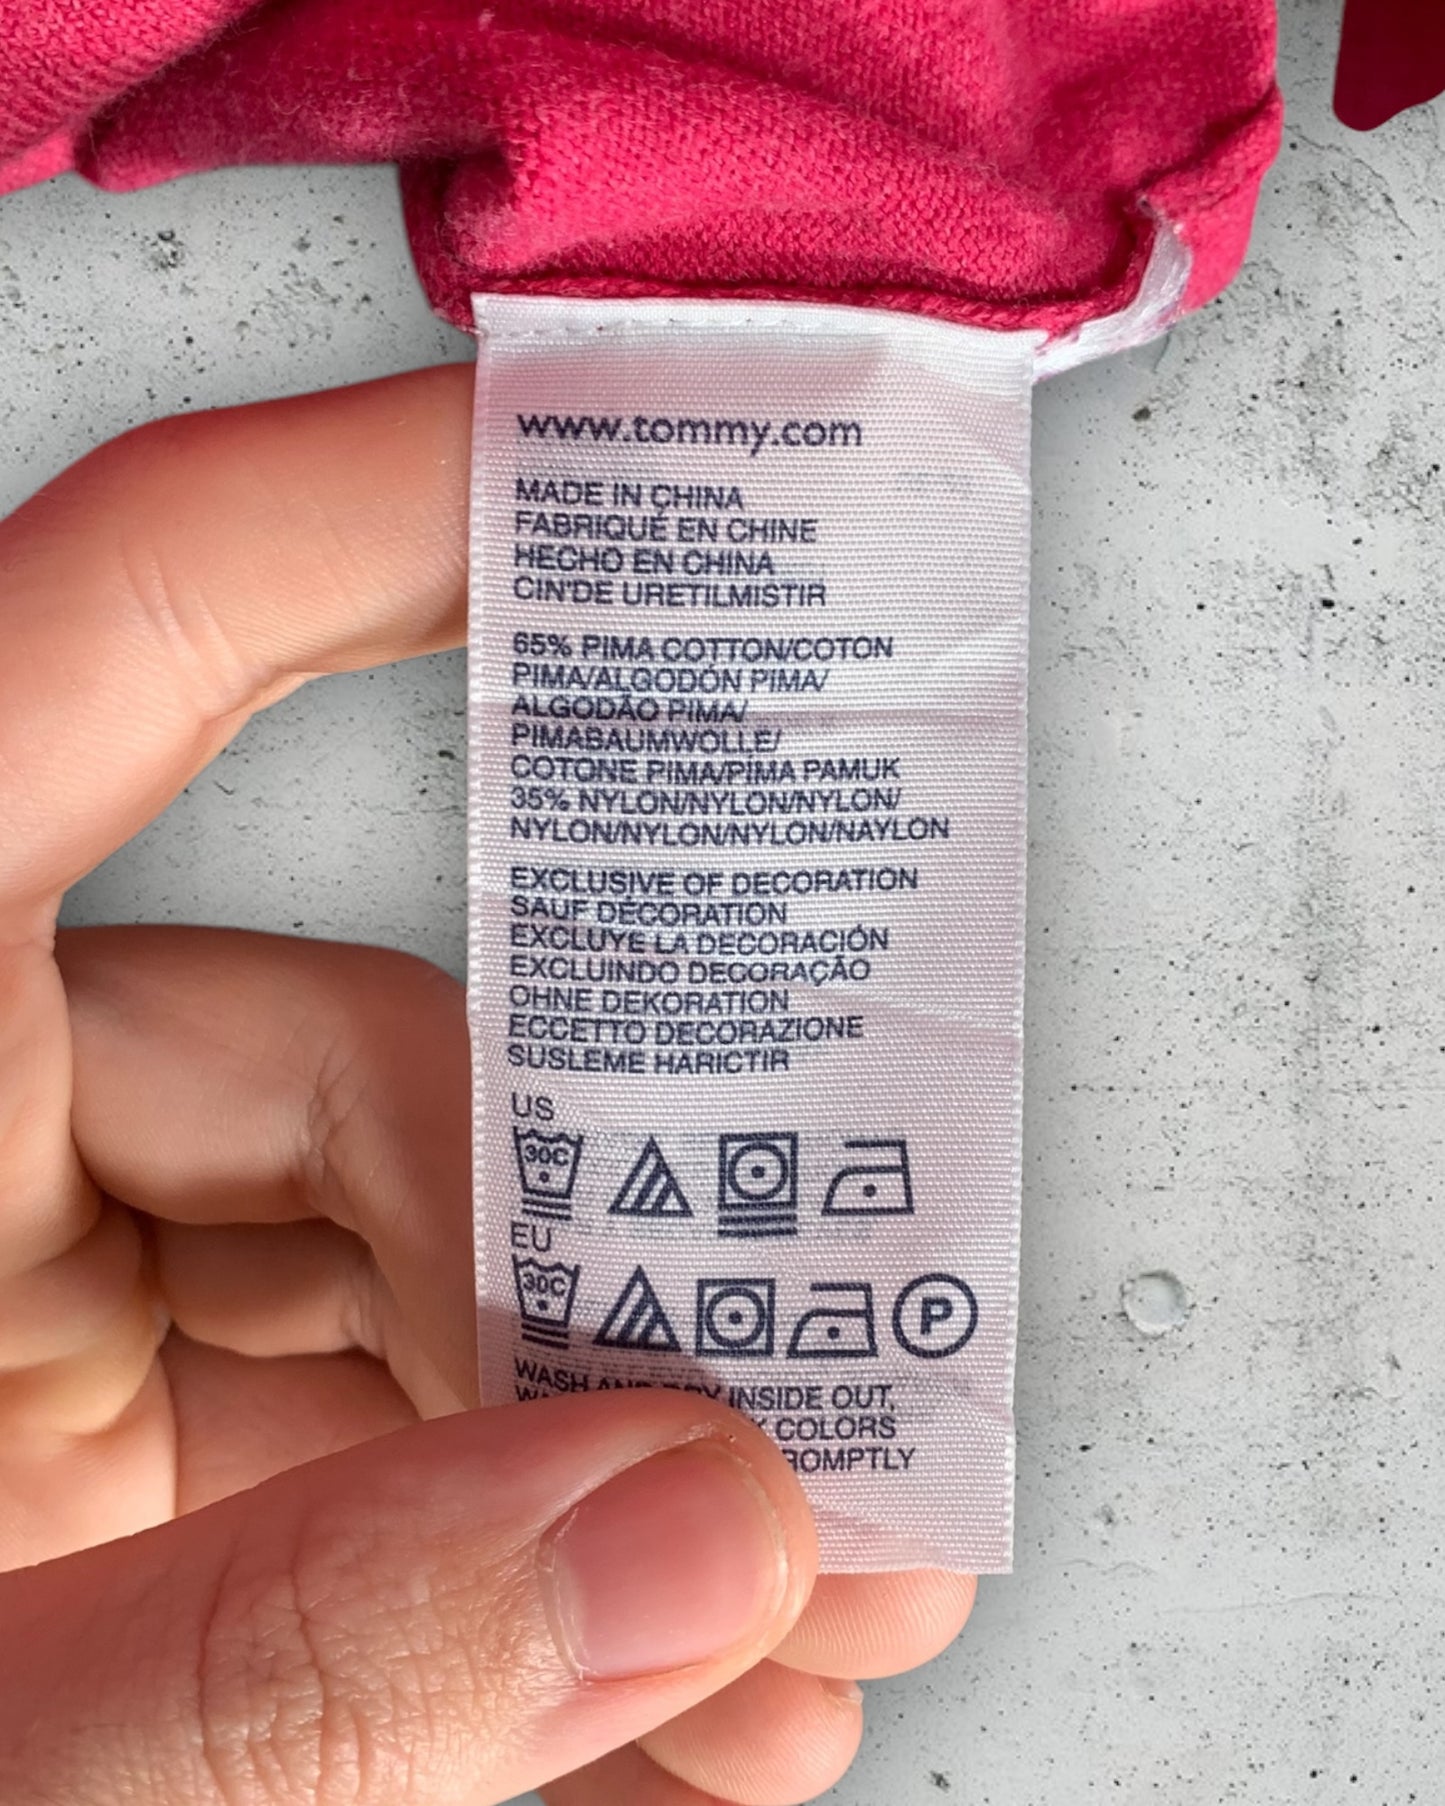 www.tommy.com
MADE IN CHINA
FABRIQUÉ EN CHINE
HECHO EN CHINA
CIN'DE URETILMISTIR
65% PIMA COTTON/COTON
PIMA/ALGODÓN PIMA/
ALGODÃO PIMA/
PIMABAUMWOLLE/
COTONE PIMA/PIMA PAMUK
35% NYLON/NYLON/NYLON/
NYLON/NYLON/NYLON/NAYLON
EXCLUSIVE OF DECORATION
SAUF DÉCORATION
EXCLUYE LA DECORACIÓN
EXCLUINDO DECORAÇÃO
OHNE DEKORATION
ECCETTO DECORAZIONE
SUSLEME HARICTIR
US
30C
EU
30C P
WASH AND DRY INSIDE OUT,
COLORS